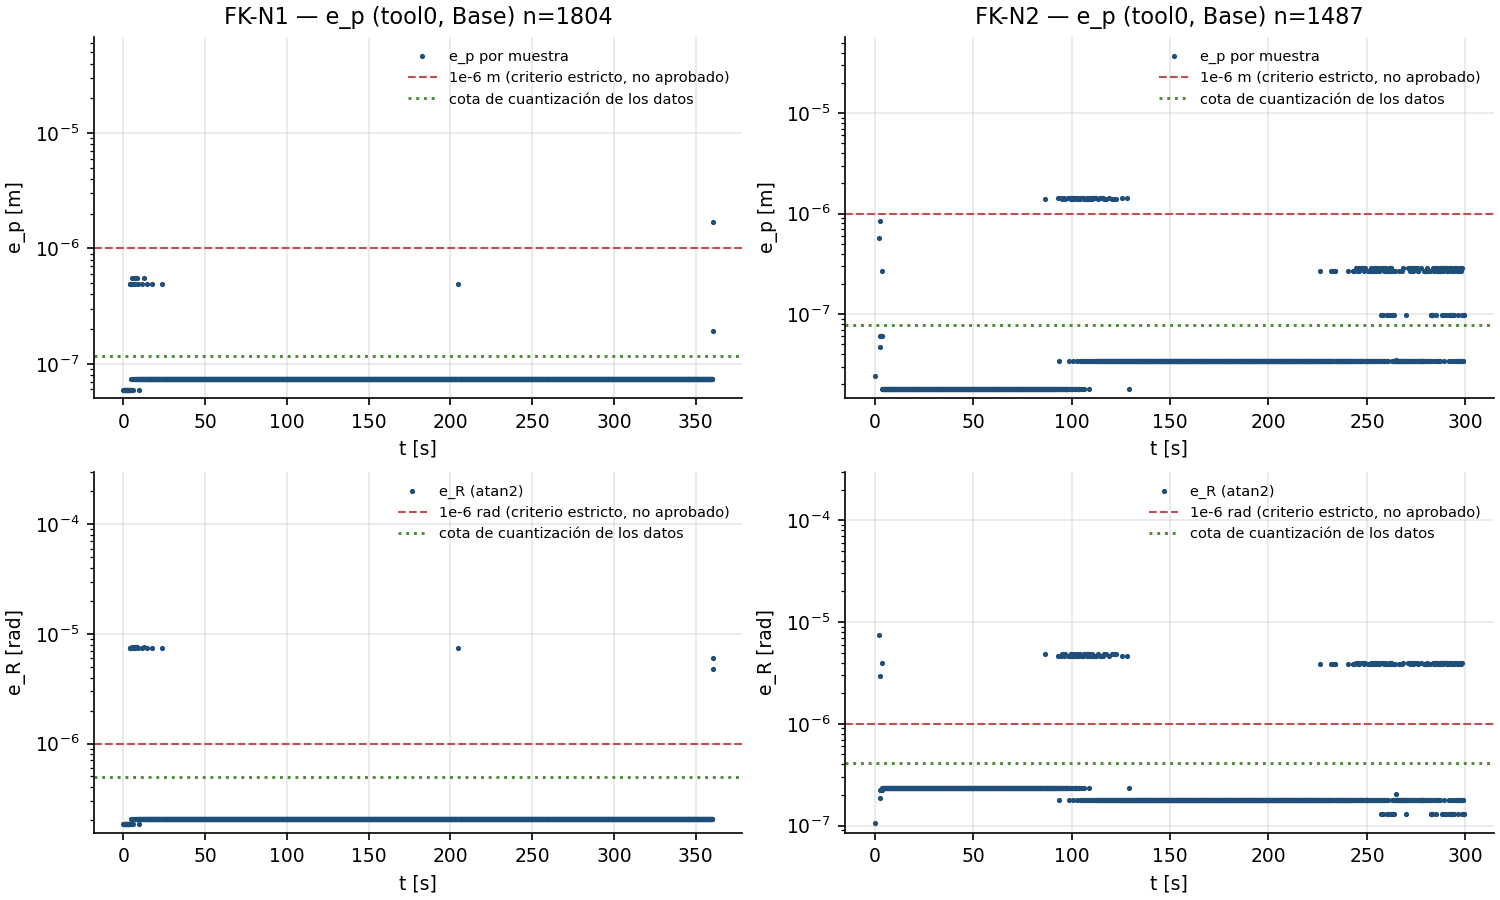 FK-N1 — e_p (tool0, Base) n=1804
e_p por muestra
1e-6 m (criterio estricto, no aprobado)
cota de cuantización de los datos
10⁻⁵
10⁻⁶
10⁻⁷
e_p [m]
0 50 100 150 200 250 300 350
t [s]
FK-N2 — e_p (tool0, Base) n=1487
e_p por muestra
1e-6 m (criterio estricto, no aprobado)
cota de cuantización de los datos
10⁻⁵
10⁻⁶
10⁻⁷
e_p [m]
0 50 100 150 200 250 300
t [s]
e_R (atan2)
1e-6 rad (criterio estricto, no aprobado)
cota de cuantización de los datos
10⁻⁴
10⁻⁵
10⁻⁶
e_R [rad]
0 50 100 150 200 250 300 350
t [s]
e_R (atan2)
1e-6 rad (criterio estricto, no aprobado)
cota de cuantización de los datos
10⁻⁴
10⁻⁵
10⁻⁶
10⁻⁷
e_R [rad]
0 50 100 150 200 250 300
t [s]